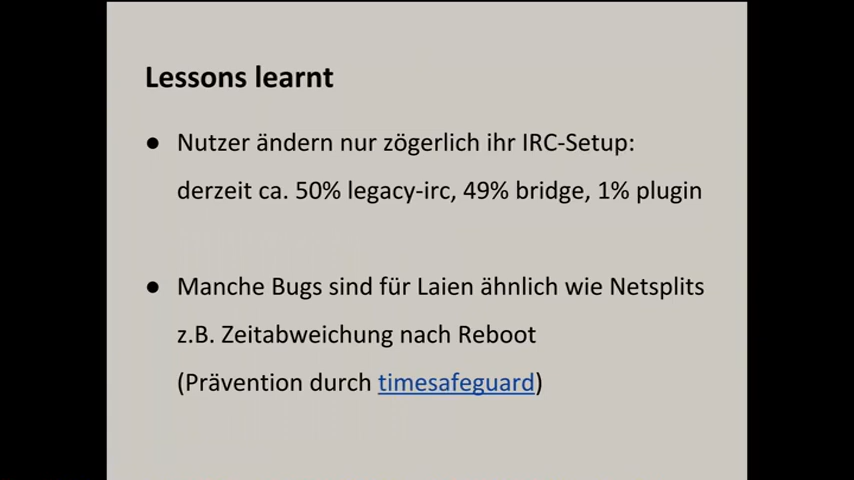 Lessons learnt
● Nutzer ändern nur zögerlich ihr IRC-Setup:
derzeit ca. 50% legacy-irc, 49% bridge, 1% plugin
● Manche Bugs sind für Laien ähnlich wie Netsplits
z.B. Zeitabweichung nach Reboot
(Prävention durch timesafeguard)